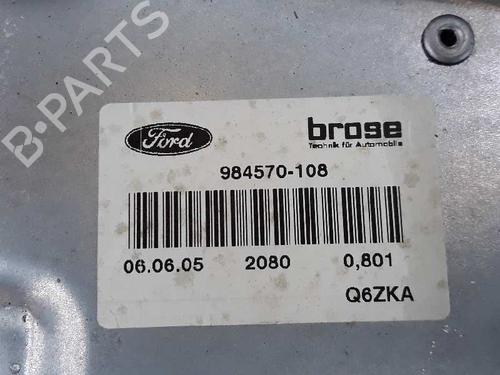 B-PARTS
Ford
brose
Technik für Automobile
984570-108
06.06.05 2080 0,801
Q6ZKA